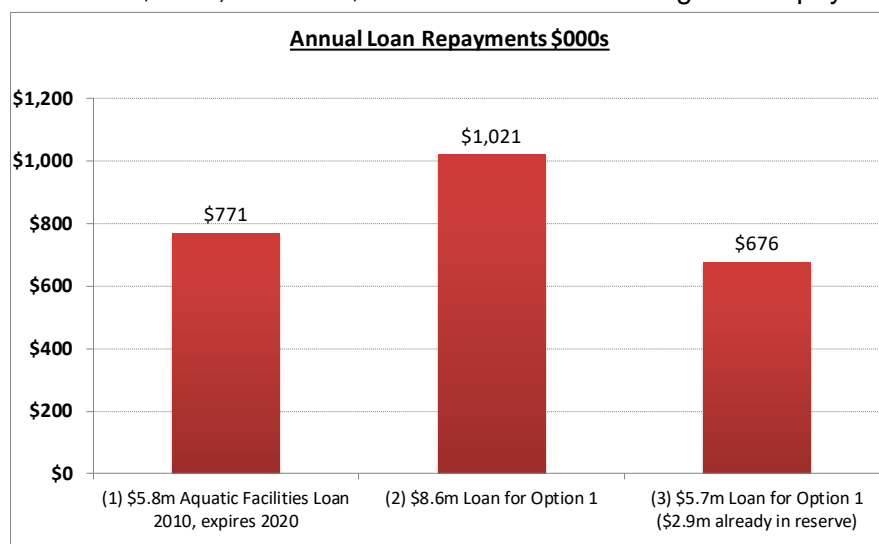 Annual Loan Repayments $000s
$1,200
$1,000
$800
$600
$400
$200
$0
$771
$1,021
$676
(1) $5.8m Aquatic Facilities Loan
2010, expires 2020
(2) $8.6m Loan for Option 1
(3) $5.7m Loan for Option 1
($2.9m already in reserve)